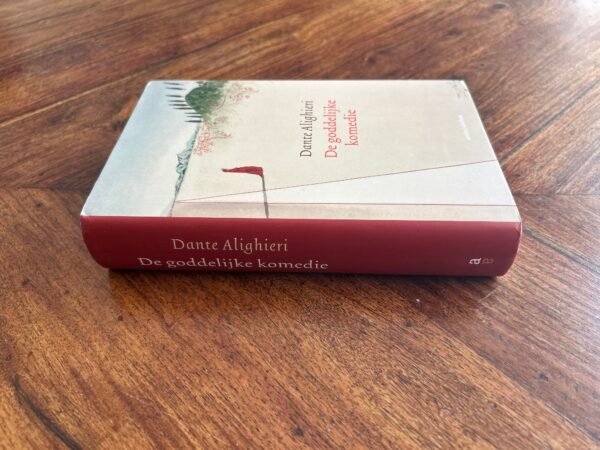 Dante Alighieri
De goddelijke
komedie
Dante Alighieri
De goddelijke komedie
a